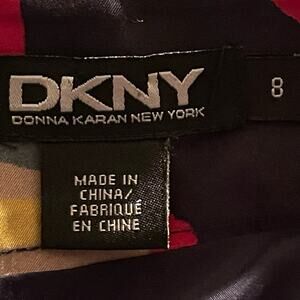 DKNY
DONNA KARAN NEW YORK
8
MADE IN
CHINA/
FABRIQUÉ
EN CHINE